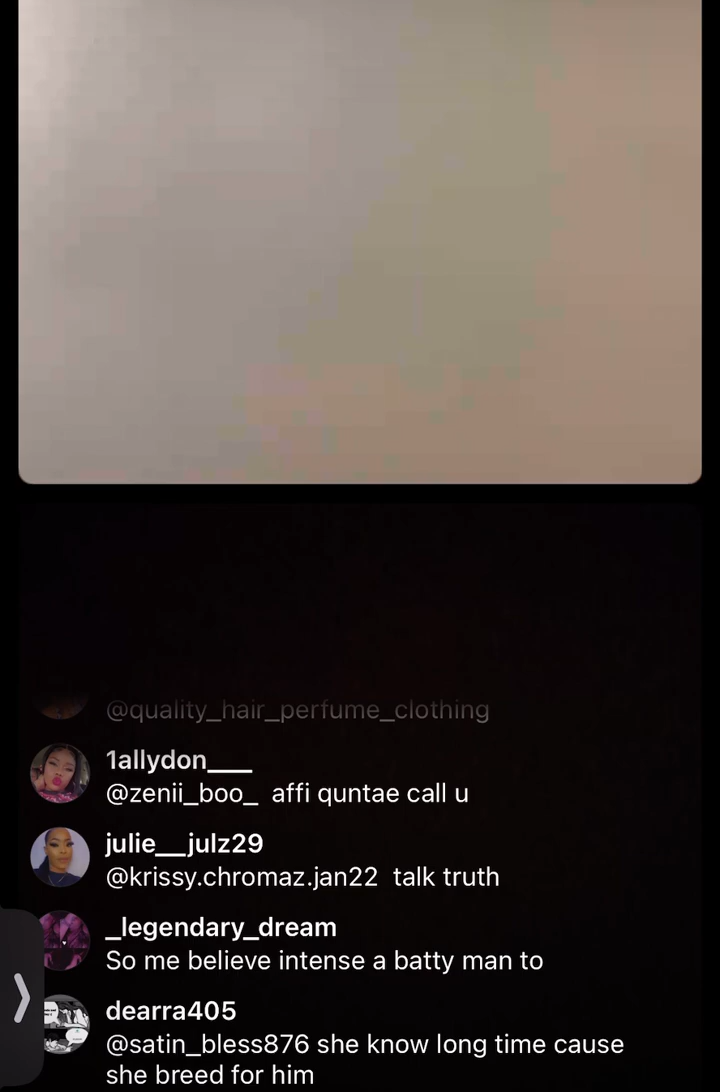 @quality_hair_perfume_clothing
1allydon___
@zenii_boo_ affi quntae call u
julie__julz29
@krissy.chromaz.jan22 talk truth
_legendary_dream
So me believe intense a batty man to
dearra405
@satin_bless876 she know long time cause
she breed for him